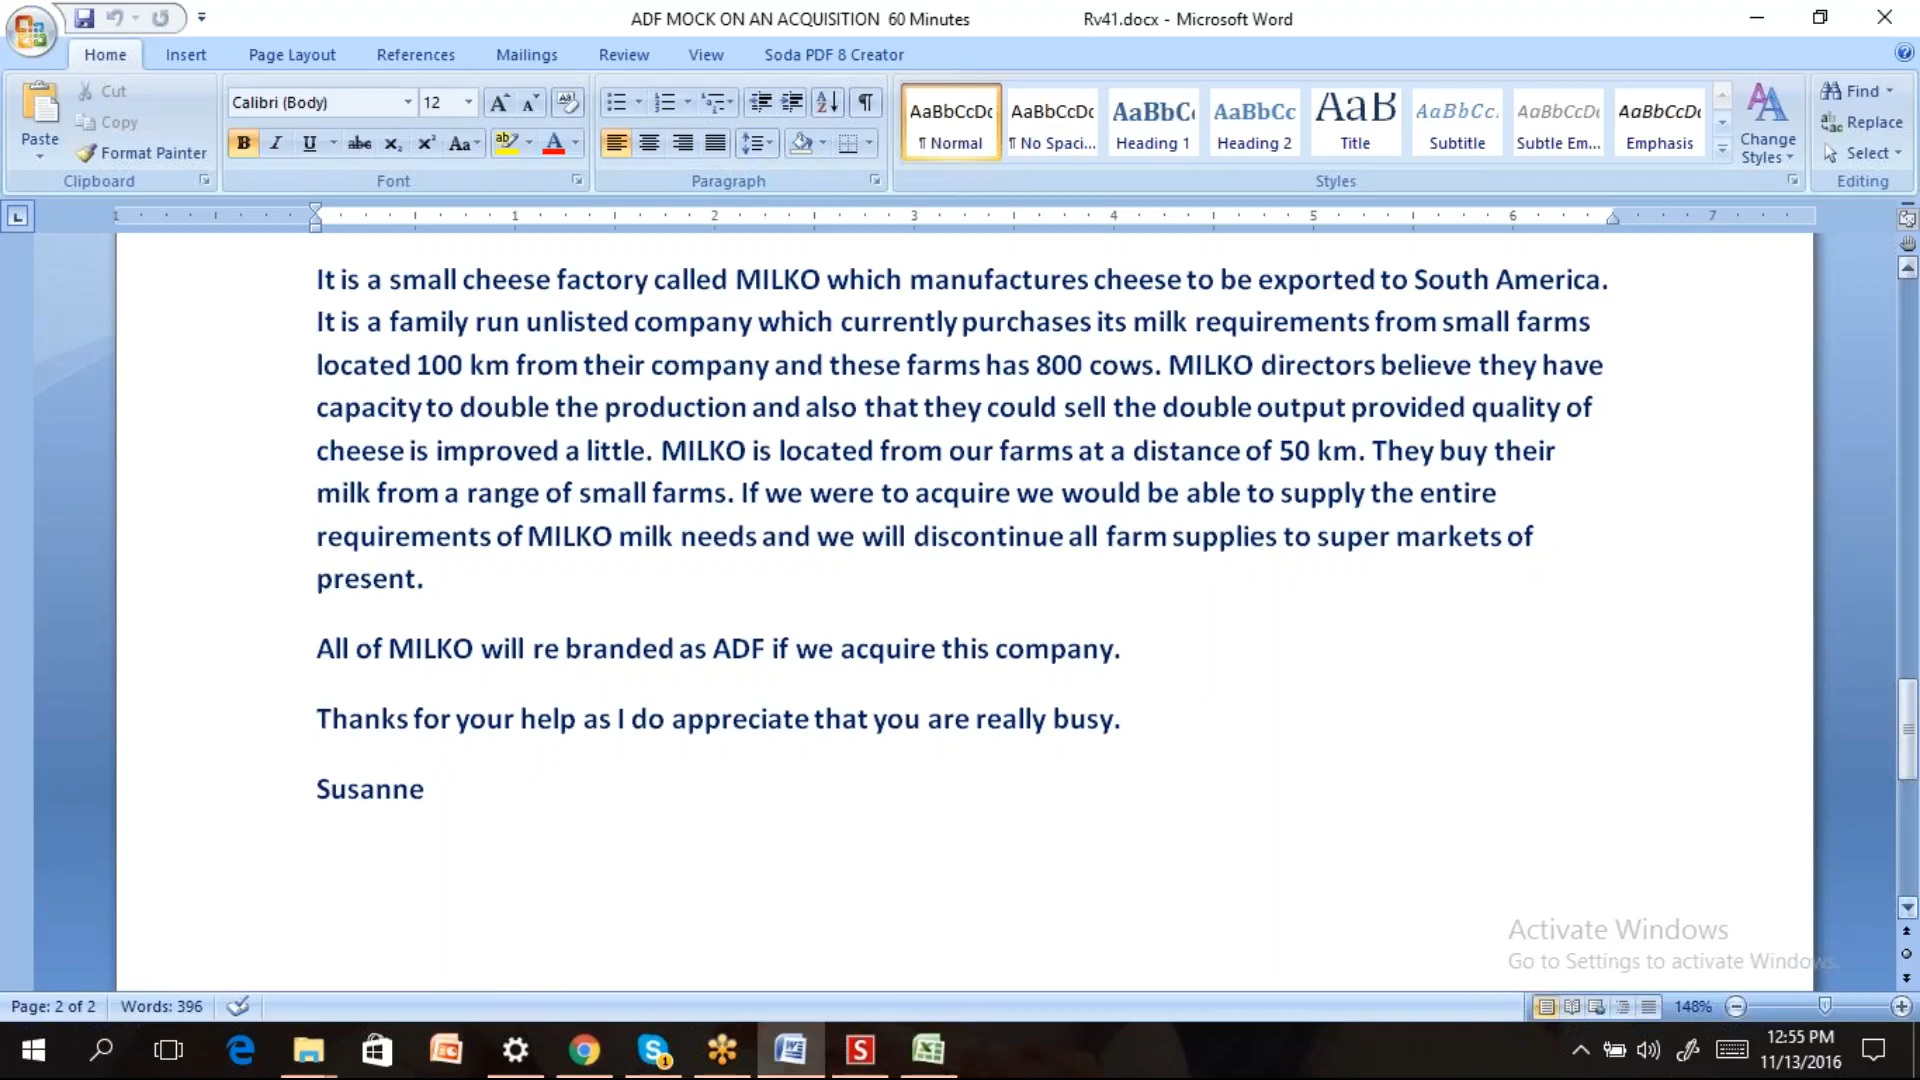 ADF MOCK ON AN ACQUISITION 60 Minutes Rv41.docx - Microsoft Word
Home Insert Page Layout References Mailings Review View Soda PDF 8 Creator
Paste Cut Copy Format Painter Clipboard
Calibri (Body) 12 Font
Paragraph
AaBbCcDc AaBbCcDc AaBbC AaBbCc AaB AaBbCc. AaBbCcDc AaBbCcDc
¶ Normal ¶ No Spaci... Heading 1 Heading 2 Title Subtitle Subtle Em... Emphasis
Change Styles Styles
Find Replace Select Editing
1 1 2 3 4 5 6 7
It is a small cheese factory called MILKO which manufactures cheese to be exported to South America.
It is a family run unlisted company which currently purchases its milk requirements from small farms
located 100 km from their company and these farms has 800 cows. MILKO directors believe they have
capacity to double the production and also that they could sell the double output provided quality of
cheese is improved a little. MILKO is located from our farms at a distance of 50 km. They buy their
milk from a range of small farms. If we were to acquire we would be able to supply the entire
requirements of MILKO milk needs and we will discontinue all farm supplies to super markets of
present.
All of MILKO will re branded as ADF if we acquire this company.
Thanks for your help as I do appreciate that you are really busy.
Susanne
Activate Windows
Go to Settings to activate Windows.
Page: 2 of 2 Words: 396 148%
12:55 PM
11/13/2016